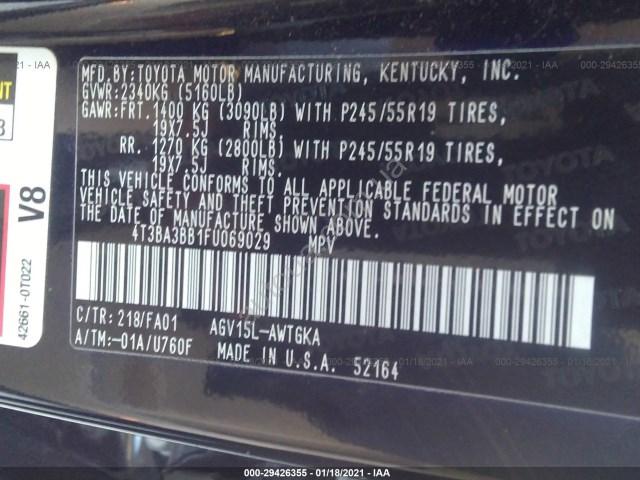 MFD.BY:TOYOTA MOTOR MANUFACTURING, KENTUCKY, INC.
GVWR:2340KG (5160LB)
GAWR:FRT.1400 KG (3090LB) WITH P245/55R19 TIRES,
19X7.5J RIMS.
RR. 1270 KG (2800LB) WITH P245/55R19 TIRES,
19X7.5J RIMS.
THIS VEHICLE CONFORMS TO ALL APPLICABLE FEDERAL MOTOR
VEHICLE SAFETY AND THEFT PREVENTION STANDARDS IN EFFECT ON
THE DATE OF MANUFACTURE SHOWN ABOVE.
4T3BA3BB1FU069029 MPV
C/TR:218/FA01 AGV15L-AWTGKA
A/TM:-01A/U760F MADE IN U.S.A. 52164
V8
42661-0T022
TOYOTA
TOYOTA
000-29426355 - 01/18/2021 - IAA